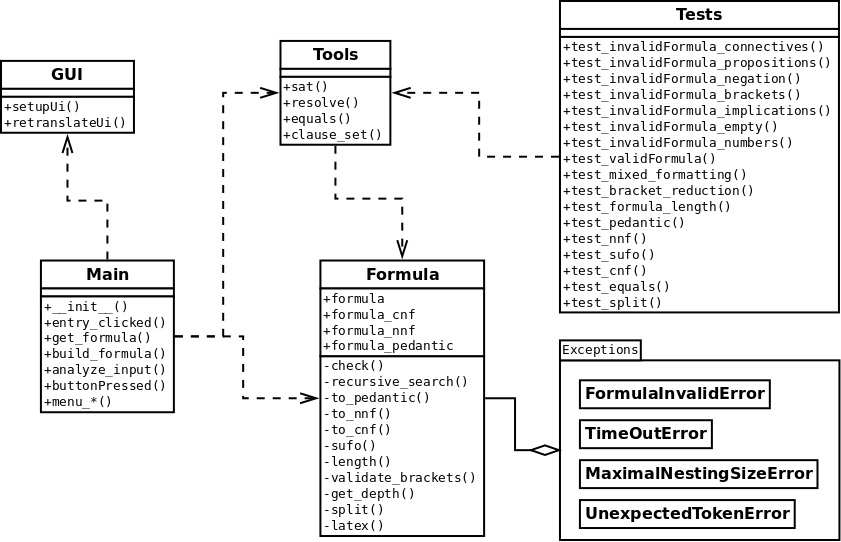 GUI
+setupUi()
+retranslateUi()
Tools
+sat()
+resolve()
+equals()
+clause_set()
Tests
+test_invalidFormula_connectives()
+test_invalidFormula_propositions()
+test_invalidFormula_negation()
+test_invalidFormula_brackets()
+test_invalidFormula_implications()
+test_invalidFormula_empty()
+test_invalidFormula_numbers()
+test_validFormula()
+test_mixed_formatting()
+test_bracket_reduction()
+test_formula_length()
+test_pedantic()
+test_nnf()
+test_sufo()
+test_cnf()
+test_equals()
+test_split()
Main
+__init__()
+entry_clicked()
+get_formula()
+build_formula()
+analyze_input()
+buttonPressed()
+menu_*()
Formula
+formula
+formula_cnf
+formula_nnf
+formula_pedantic
-check()
-recursive_search()
-to_pedantic()
-to_nnf()
-to_cnf()
-sufo()
-length()
-validate_brackets()
-get_depth()
-split()
-latex()
Exceptions
FormulaInvalidError
TimeOutError
MaximalNestingSizeError
UnexpectedTokenError